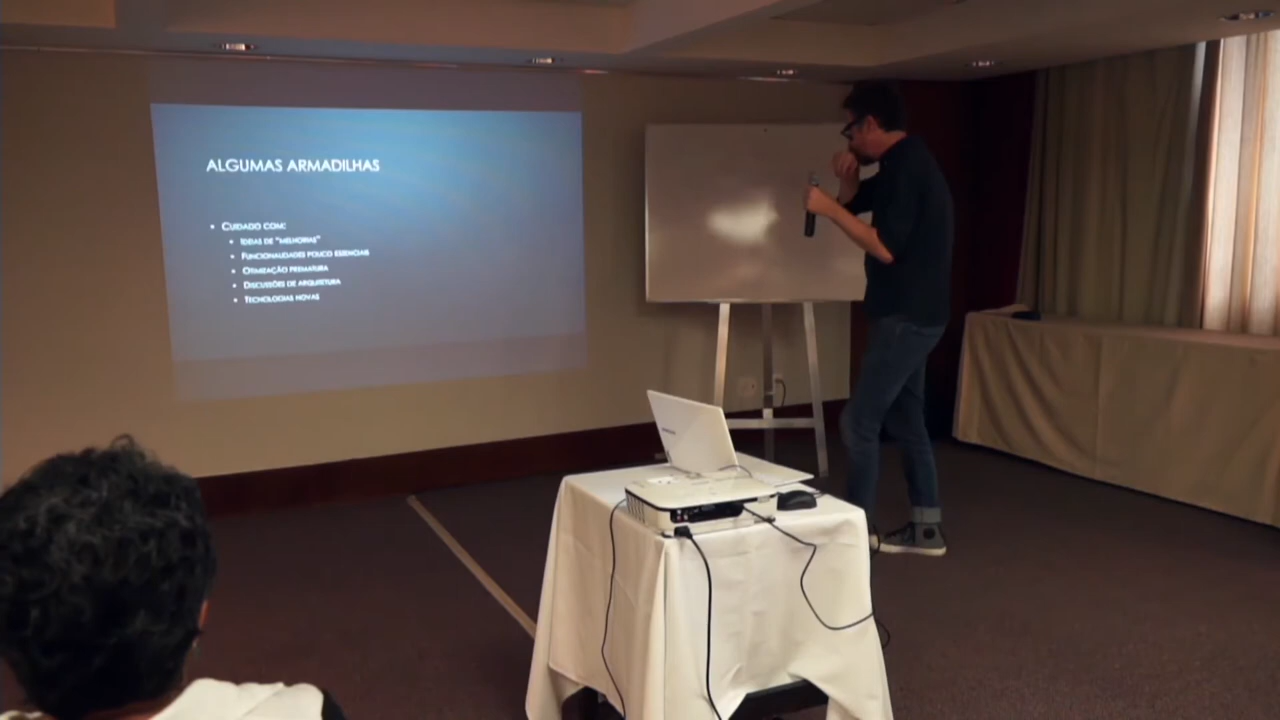 ALGUMAS ARMADILHAS
• CUIDADO COM:
• IDEIAS DE "MELHORIAS"
• FUNCIONALIDADES POUCO ESSENCIAIS
• OTIMIZAÇÃO PREMATURA
• DISCUSSÕES DE ARQUITETURA
• TECNOLOGIAS NOVAS